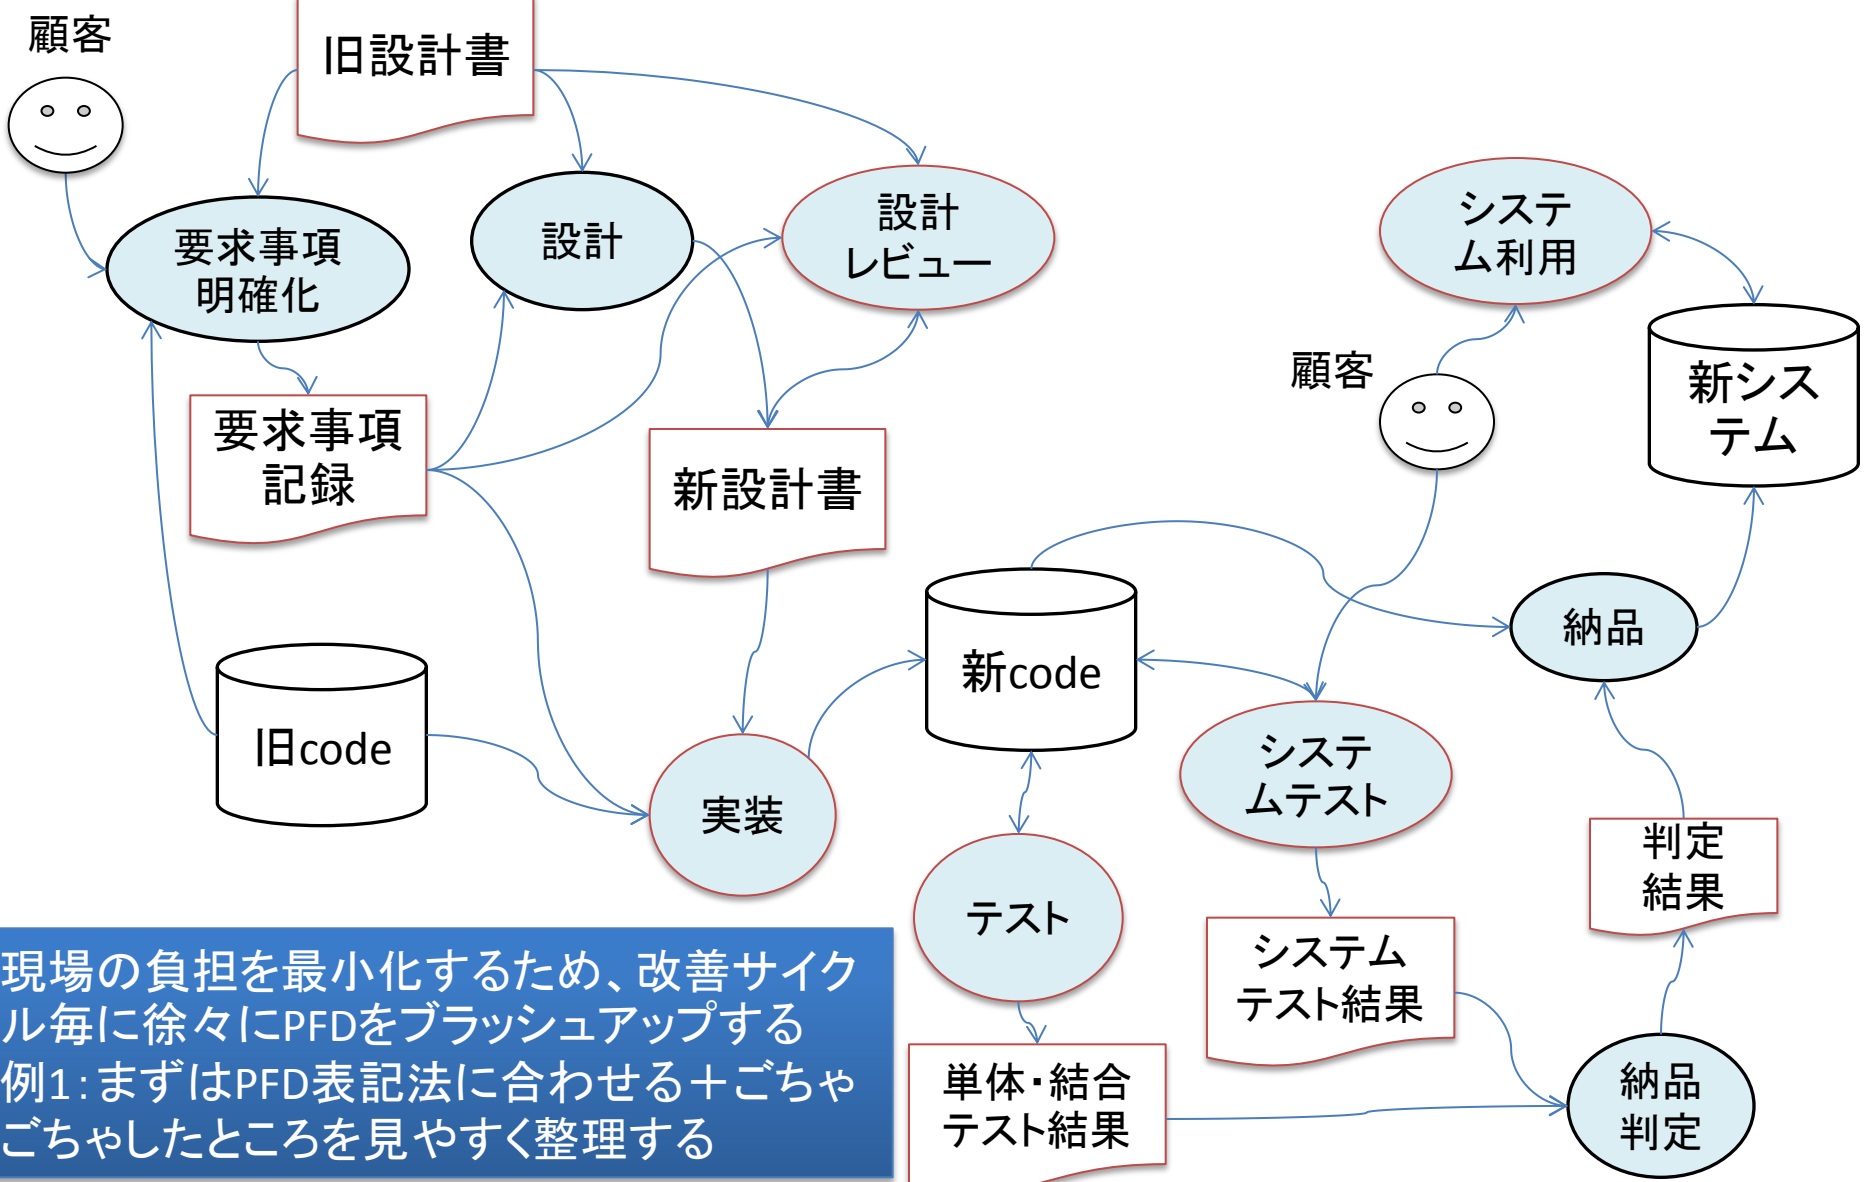 顧客
旧設計書
要求事項
明確化
設計
設計
レビュー
システ
ム利用
顧客
新シス
テム
要求事項
記録
新設計書
納品
新code
旧code
システ
ムテスト
実装
判定
結果
テスト
システム
テスト結果
単体・結合
テスト結果
納品
判定
現場の負担を最小化するため、改善サイク
ル毎に徐々にPFDをブラッシュアップする
例1：まずはPFD表記法に合わせる＋ごちゃ
ごちゃしたところを見やすく整理する